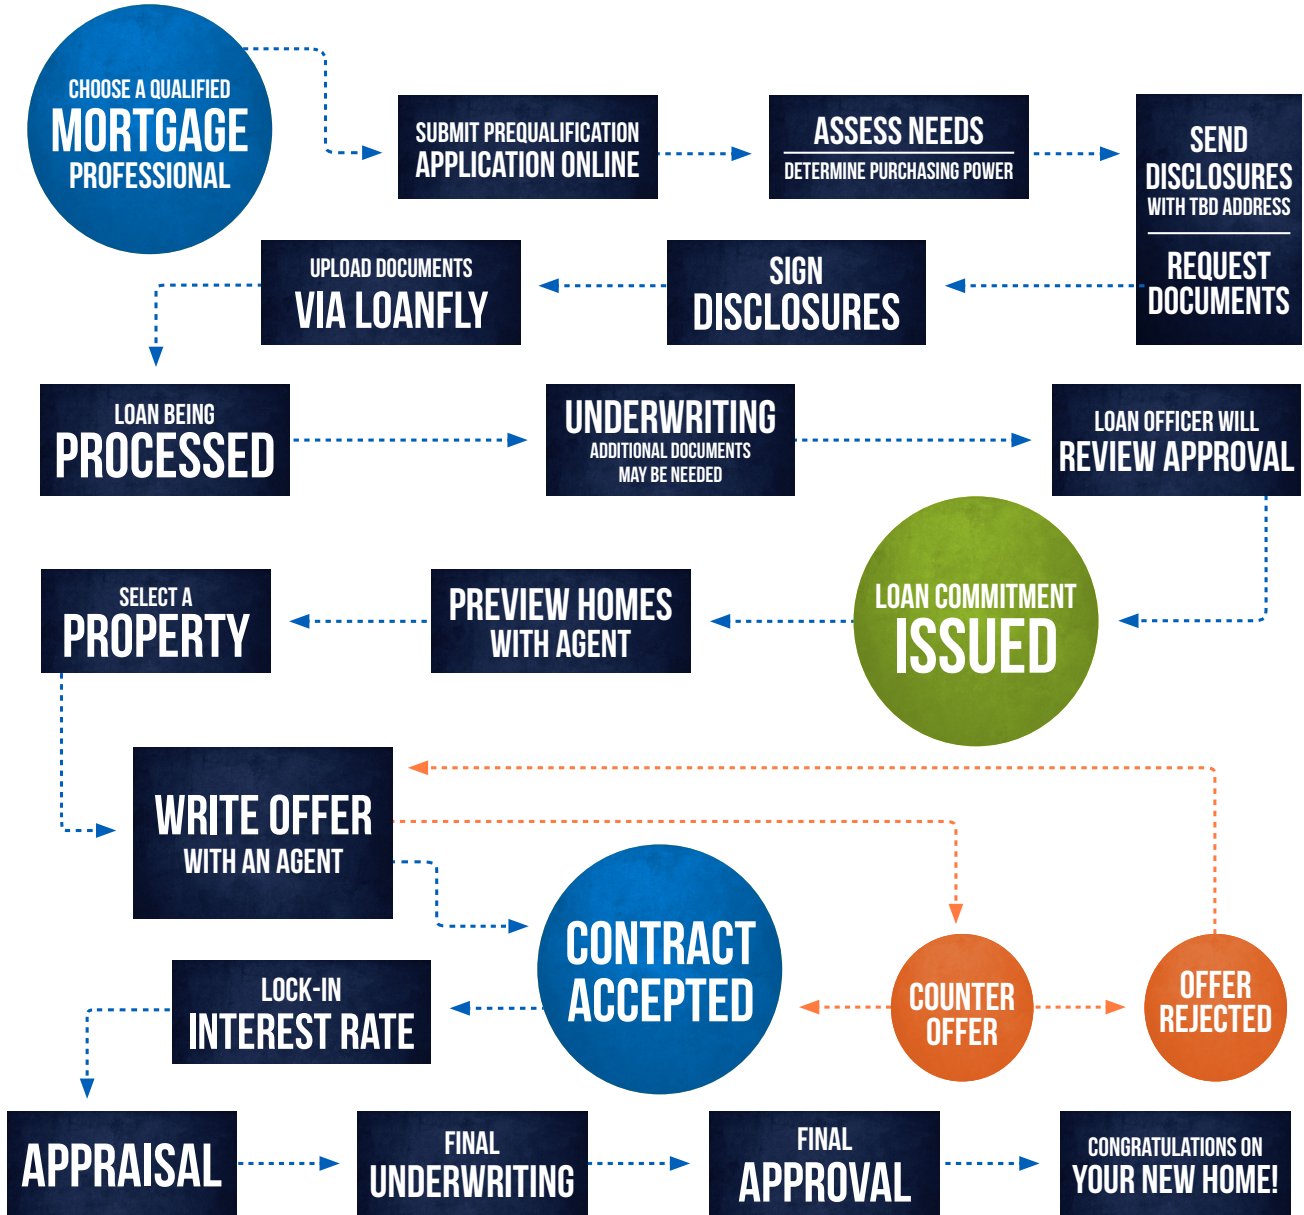 CHOOSE A QUALIFIED
MORTGAGE
PROFESSIONAL
SUBMIT PREQUALIFICATION
APPLICATION ONLINE
ASSESS NEEDS
DETERMINE PURCHASING POWER
SEND
DISCLOSURES
WITH TBD ADDRESS
REQUEST
DOCUMENTS
SIGN
DISCLOSURES
UPLOAD DOCUMENTS
VIA LOANFLY
LOAN BEING
PROCESSED
UNDERWRITING
ADDITIONAL DOCUMENTS
MAY BE NEEDED
LOAN OFFICER WILL
REVIEW APPROVAL
LOAN COMMITMENT
ISSUED
PREVIEW HOMES
WITH AGENT
SELECT A
PROPERTY
WRITE OFFER
WITH AN AGENT
CONTRACT
ACCEPTED
COUNTER
OFFER
OFFER
REJECTED
LOCK-IN
INTEREST RATE
APPRAISAL
FINAL
UNDERWRITING
FINAL
APPROVAL
CONGRATULATIONS ON
YOUR NEW HOME!